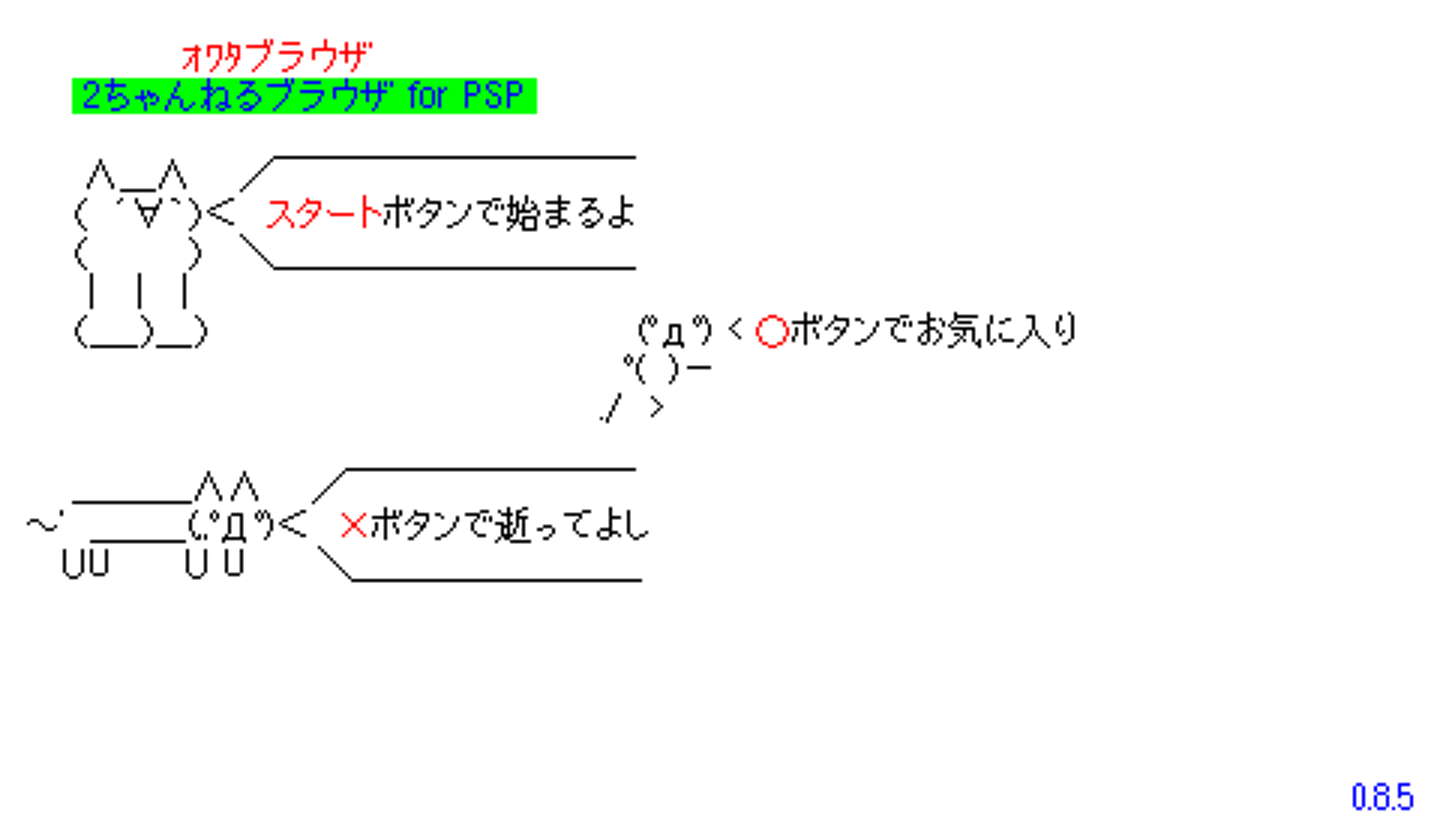 ｵﾜﾀブラウザ
2ちゃんねるブラウザ for PSP
スタートボタンで始まるよ
(ﾟдﾟ) < ○ボタンでお気に入り
×ボタンで逝ってよし
0.8.5